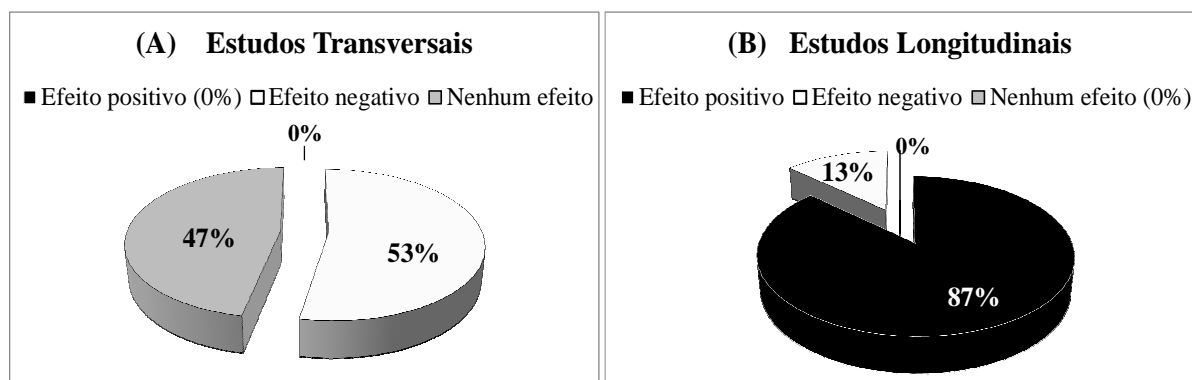 (A) Estudos Transversais
■ Efeito positivo (0%) □ Efeito negativo ■ Nenhum efeito
0%
47%
53%
(B) Estudos Longitudinais
■ Efeito positivo □ Efeito negativo ■ Nenhum efeito (0%)
0%
13%
87%